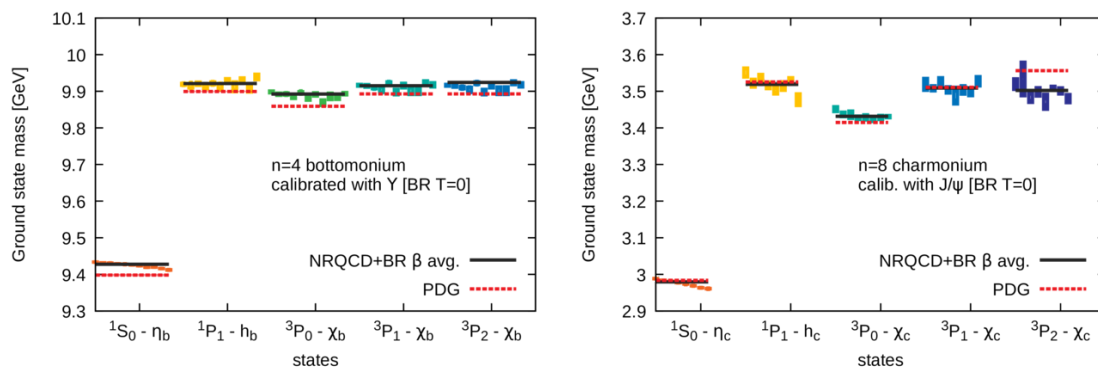 10.1
10
9.9
9.8
9.7
9.6
9.5
9.4
9.3
Ground state mass [GeV]
n=4 bottomonium
calibrated with ϒ [BR T=0]
NRQCD+BR β avg.
PDG
¹S₀ - η_b
¹P₁ - h_b
³P₀ - χ_b
³P₁ - χ_b
³P₂ - χ_b
states
3.7
3.6
3.5
3.4
3.3
3.2
3.1
3
2.9
Ground state mass [GeV]
n=8 charmonium
calib. with J/ψ [BR T=0]
NRQCD+BR β avg.
PDG
¹S₀ - η_c
¹P₁ - h_c
³P₀ - χ_c
³P₁ - χ_c
³P₂ - χ_c
states